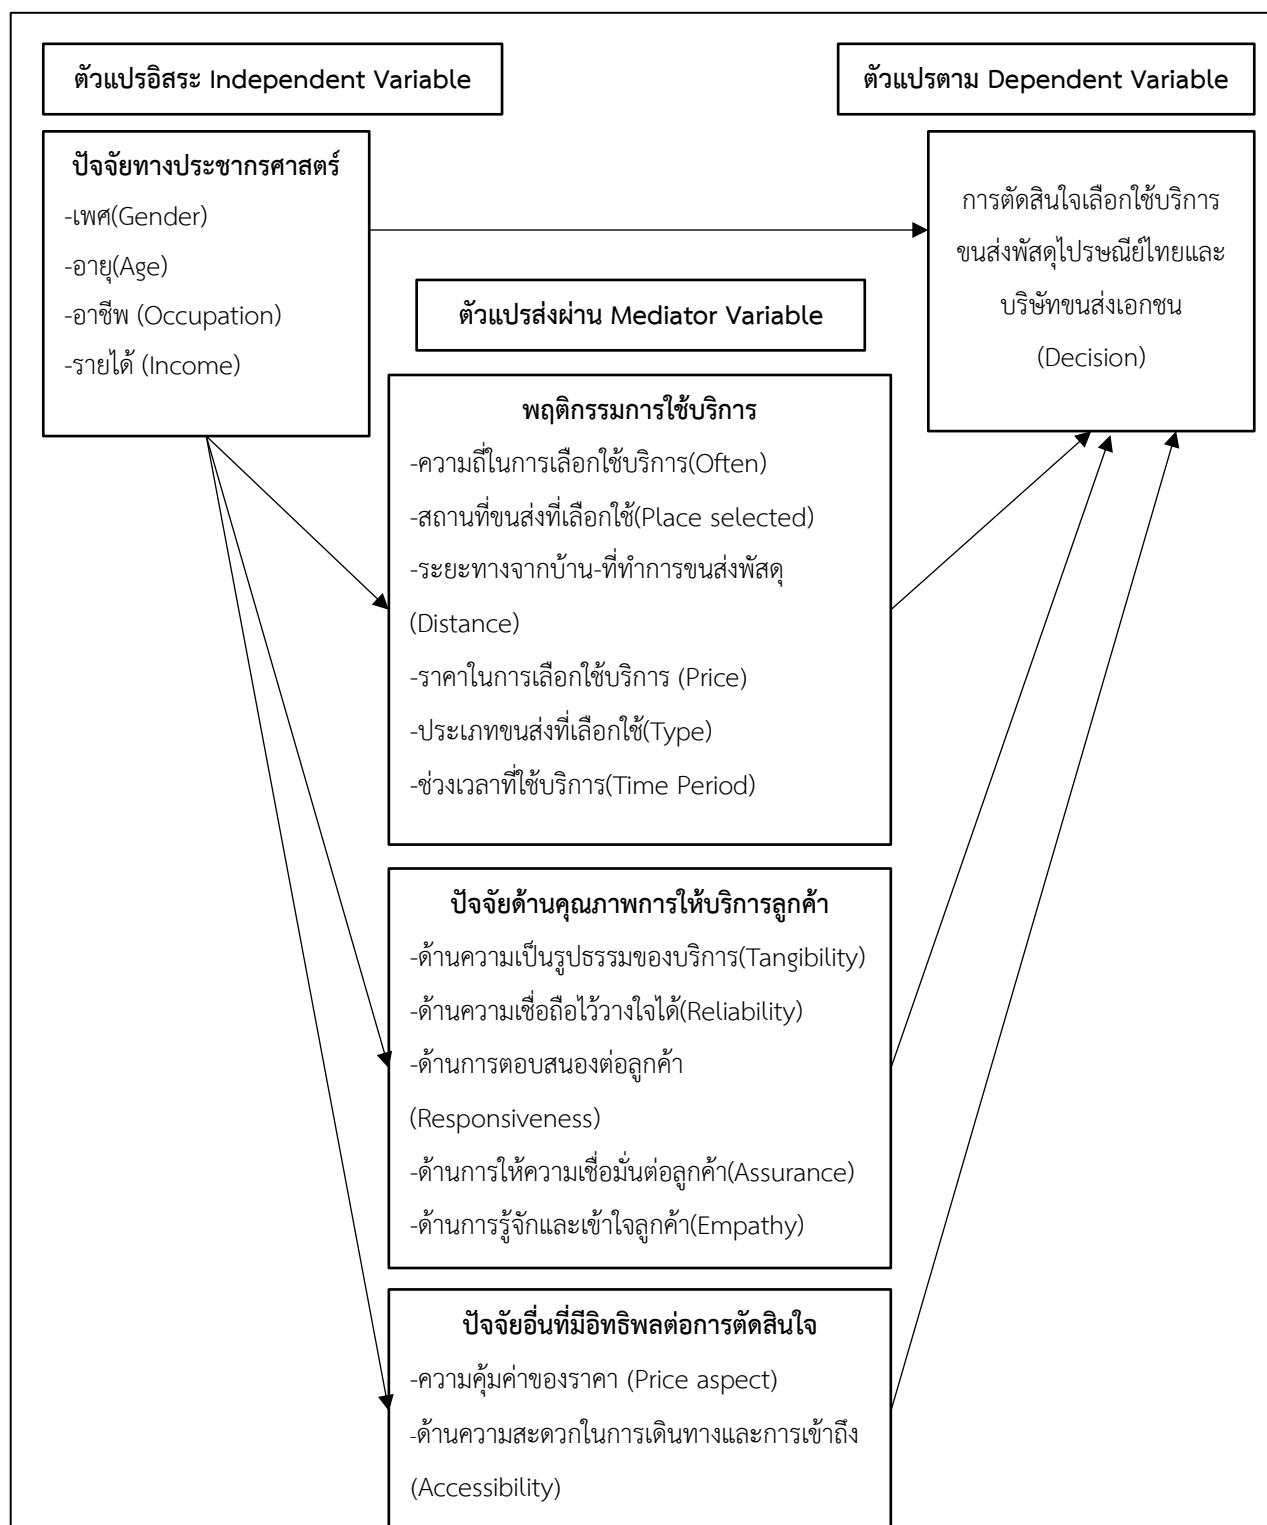 ตัวแปรอิสระ Independent Variable
ตัวแปรตาม Dependent Variable
ปัจจัยทางประชากรศาสตร์
-เพศ(Gender)
-อายุ(Age)
-อาชีพ (Occupation)
-รายได้ (Income)
การตัดสินใจเลือกใช้บริการ
ขนส่งพัสดุไปรษณีย์ไทยและ
บริษัทขนส่งเอกชน
(Decision)
ตัวแปรส่งผ่าน Mediator Variable
พฤติกรรมการใช้บริการ
-ความถี่ในการเลือกใช้บริการ(Often)
-สถานที่ขนส่งที่เลือกใช้(Place selected)
-ระยะทางจากบ้าน-ที่ทำการขนส่งพัสดุ
(Distance)
-ราคาในการเลือกใช้บริการ (Price)
-ประเภทขนส่งที่เลือกใช้(Type)
-ช่วงเวลาที่ใช้บริการ(Time Period)
ปัจจัยด้านคุณภาพการให้บริการลูกค้า
-ด้านความเป็นรูปธรรมของบริการ(Tangibility)
-ด้านความเชื่อถือไว้วางใจได้(Reliability)
-ด้านการตอบสนองต่อลูกค้า
(Responsiveness)
-ด้านการให้ความเชื่อมั่นต่อลูกค้า(Assurance)
-ด้านการรู้จักและเข้าใจลูกค้า(Empathy)
ปัจจัยอื่นที่มีอิทธิพลต่อการตัดสินใจ
-ความคุ้มค่าของราคา (Price aspect)
-ด้านความสะดวกในการเดินทางและการเข้าถึง
(Accessibility)